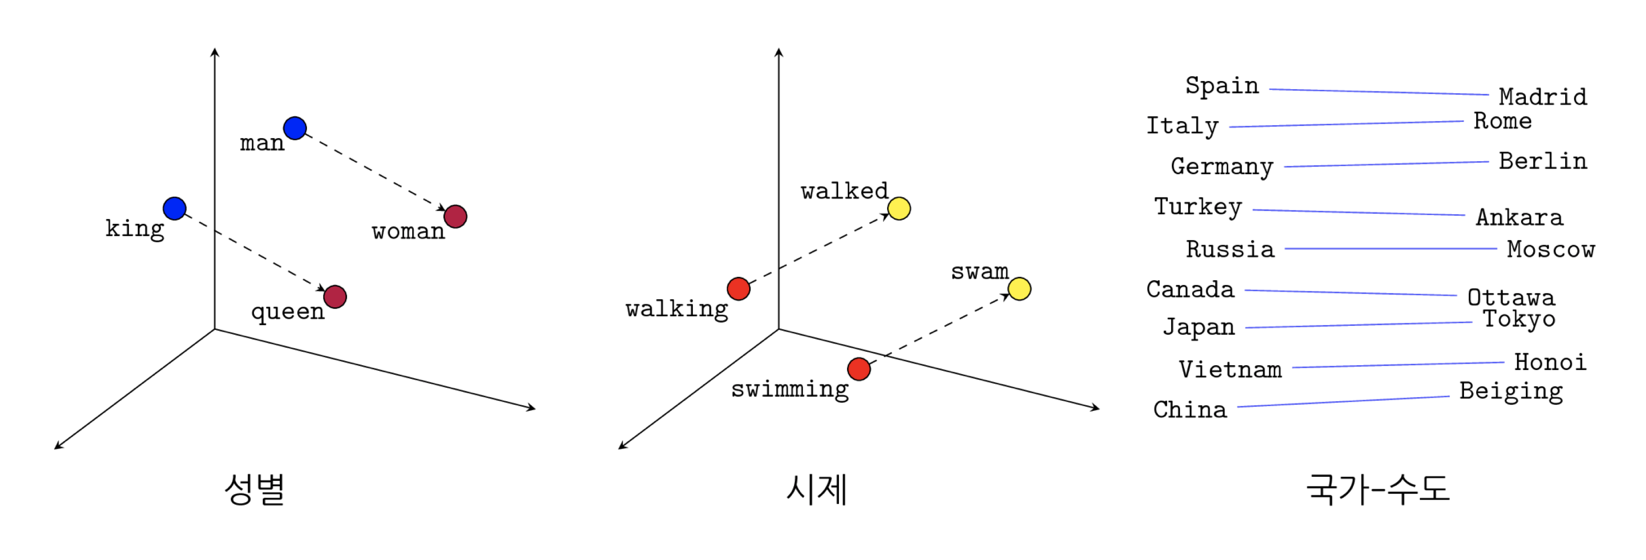 man
king
woman
queen
성별
walked
swam
walking
swimming
시제
Spain Madrid
Italy Rome
Germany Berlin
Turkey Ankara
Russia Moscow
Canada Ottawa
Japan Tokyo
Vietnam Honoi
China Beiging
국가-수도